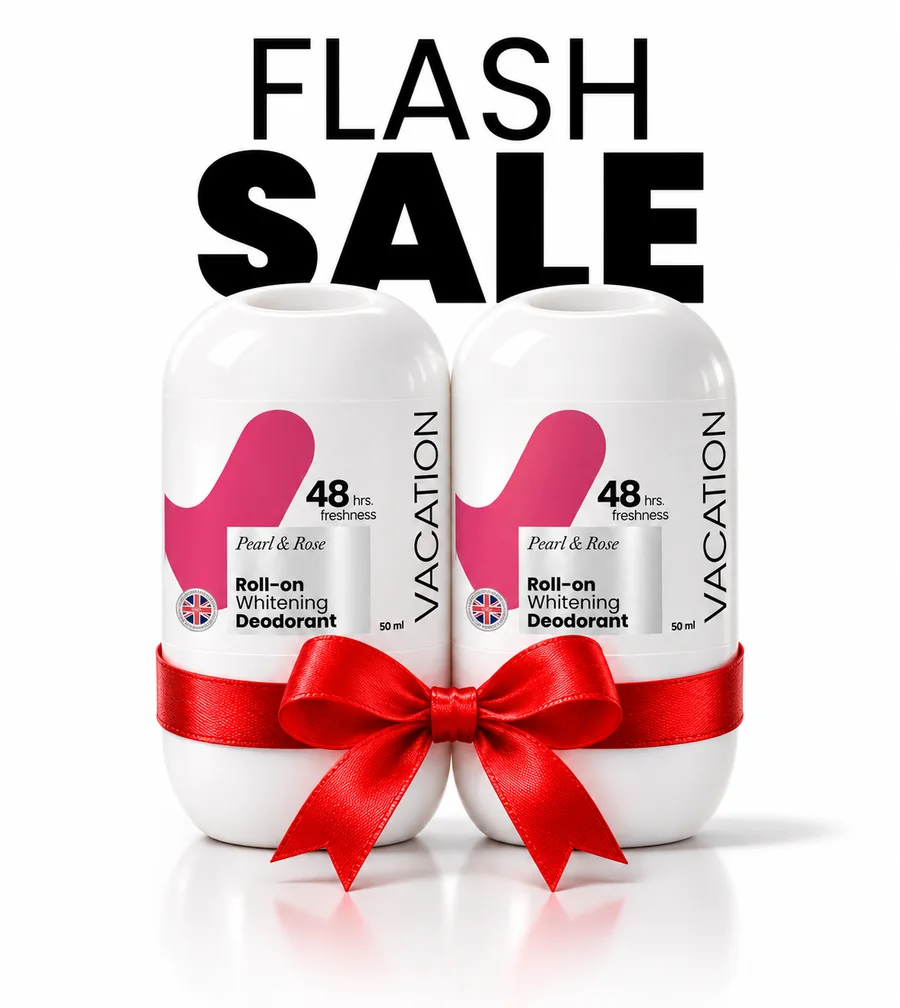 FLASH
SALE
48 hrs.
freshness
Pearl & Rose
Roll-on
Whitening
Deodorant
50 ml
VACATION
48 hrs.
freshness
Pearl & Rose
Roll-on
Whitening
Deodorant
50 ml
VACATION